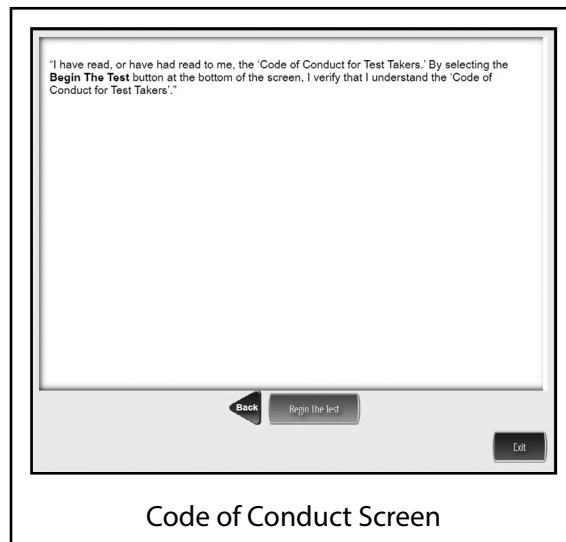 “I have read, or have had read to me, the ‘Code of Conduct for Test Takers.’ By selecting the
Begin The Test button at the bottom of the screen, I verify that I understand the ‘Code of
Conduct for Test Takers’.”
Back
Begin The Test
Exit
Code of Conduct Screen